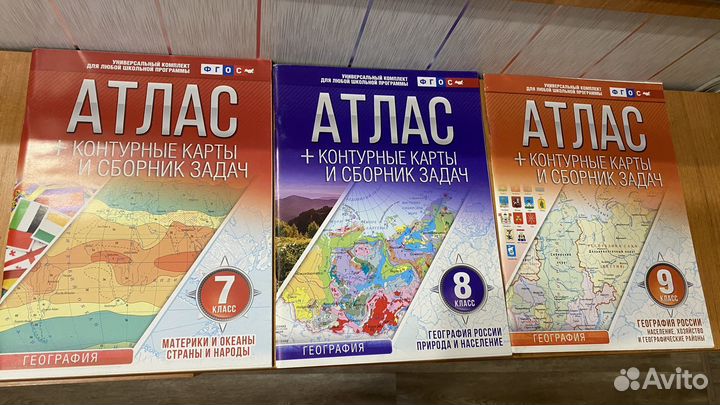 УНИВЕРСАЛЬНЫЙ КОМПЛЕКТ
ДЛЯ ЛЮБОЙ ШКОЛЬНОЙ ПРОГРАММЫ
ФГОС
АТЛАС
+ КОНТУРНЫЕ КАРТЫ
И СБОРНИК ЗАДАЧ
7
КЛАСС
МАТЕРИКИ И ОКЕАНЫ
СТРАНЫ И НАРОДЫ
ГЕОГРАФИЯ
УНИВЕРСАЛЬНЫЙ КОМПЛЕКТ
ДЛЯ ЛЮБОЙ ШКОЛЬНОЙ ПРОГРАММЫ
ФГОС
АТЛАС
+ КОНТУРНЫЕ КАРТЫ
И СБОРНИК ЗАДАЧ
8
КЛАСС
ГЕОГРАФИЯ РОССИИ
ПРИРОДА И НАСЕЛЕНИЕ
ГЕОГРАФИЯ
УНИВЕРСАЛЬНЫЙ КОМПЛЕКТ
ДЛЯ ЛЮБОЙ ШКОЛЬНОЙ ПРОГРАММЫ
ФГОС
АТЛАС
+ КОНТУРНЫЕ КАРТЫ
И СБОРНИК ЗАДАЧ
9
КЛАСС
ГЕОГРАФИЯ РОССИИ
НАСЕЛЕНИЕ, ХОЗЯЙСТВО
И ГЕОГРАФИЧЕСКИЕ РАЙОНЫ
ГЕОГРАФИЯ
Avito